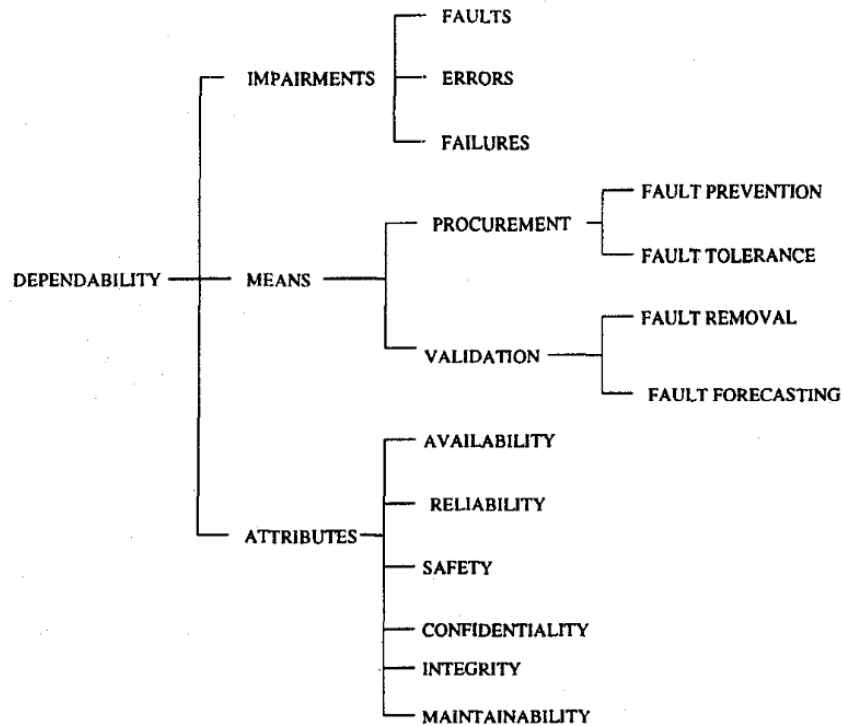 FAULTS
IMPAIRMENTS
ERRORS
FAILURES
FAULT PREVENTION
PROCUREMENT
FAULT TOLERANCE
DEPENDABILITY
MEANS
FAULT REMOVAL
VALIDATION
FAULT FORECASTING
AVAILABILITY
RELIABILITY
ATTRIBUTES
SAFETY
CONFIDENTIALITY
INTEGRITY
MAINTAINABILITY